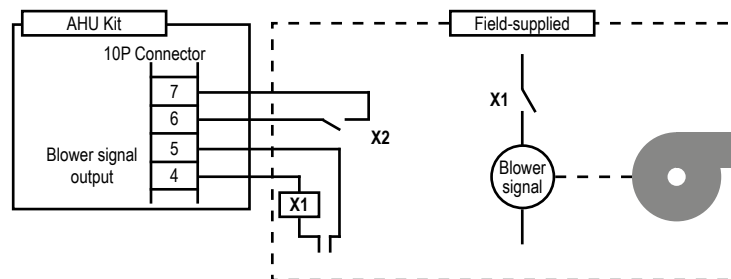 AHU Kit
Field-supplied
10P Connector
7
6
5
4
Blower signal
output
X2
X1
X1
Blower
signal